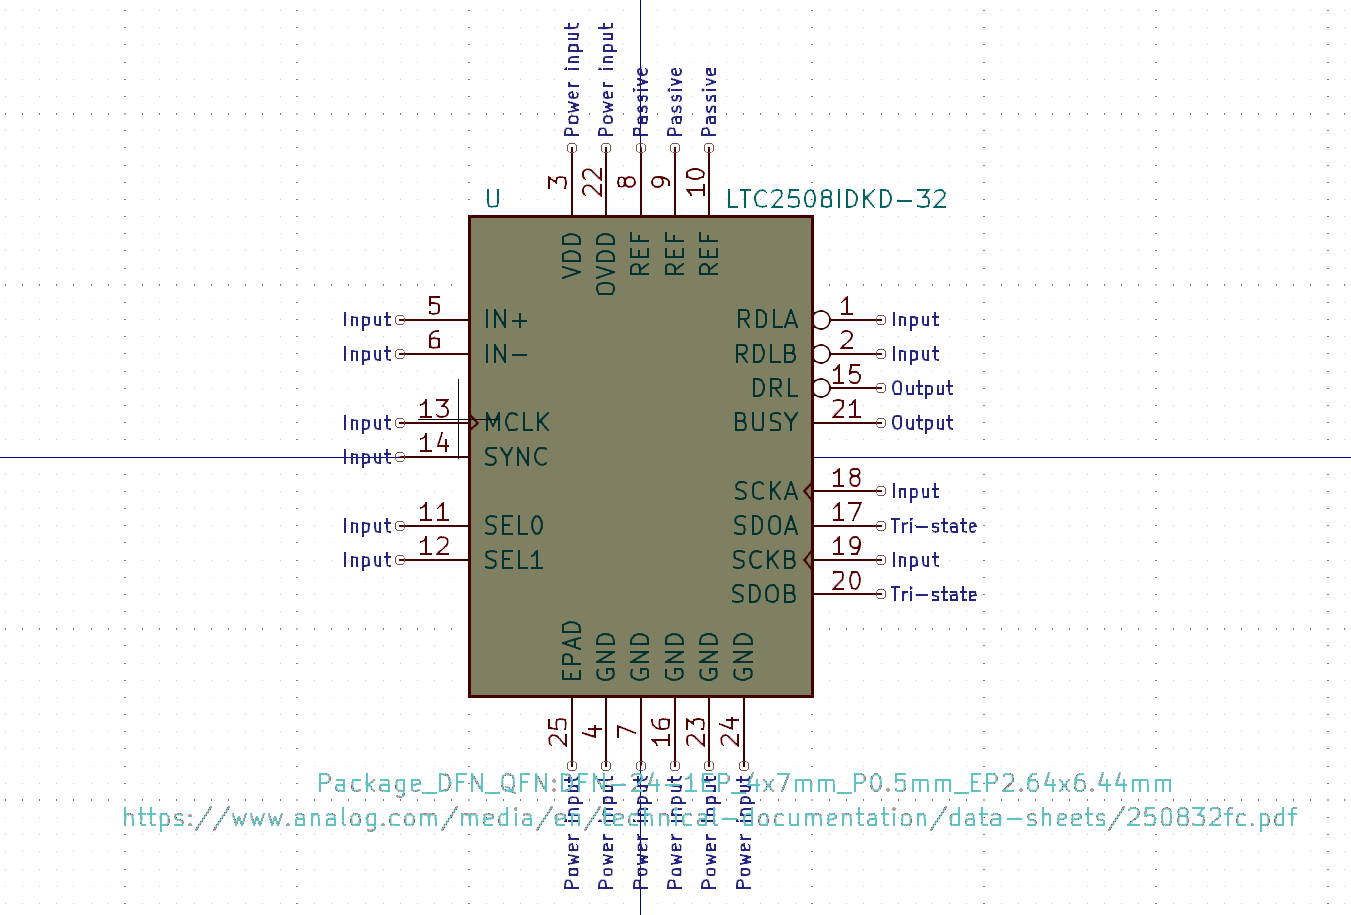 Power input Power input Passive Passive Passive
3 22 8 9 10
U LTC2508IDKD-32
VDD OVDD REF REF REF
Input 5 IN+ RDLA 1 Input
Input 6 IN- RDLB 2 Input
DRL 15 Output
Input 13 MCLK BUSY 21 Output
Input 14 SYNC
SCKA 18 Input
Input 11 SEL0 SDOA 17 Tri-state
Input 12 SEL1 SCKB 19 Input
SDOB 20 Tri-state
EPAD GND GND GND GND GND
25 4 7 16 23 24
Package_DFN_QFN:DFN-24-1EP_4x7mm_P0.5mm_EP2.64x6.44mm
https://www.analog.com/media/en/technical-documentation/data-sheets/250832fc.pdf
Power input Power input Power input Power input Power input Power input